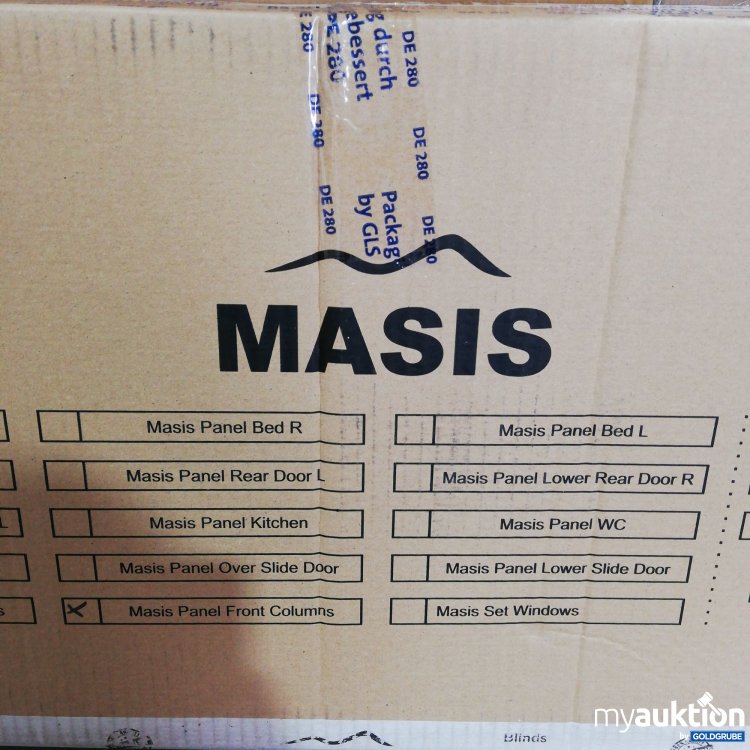 DE 280
DE 280
DE 280
DE 280
DE 280
durch
ebessert
Packag
by GLS
MASIS
Masis Panel Bed R
Masis Panel Bed L
Masis Panel Rear Door L
Masis Panel Lower Rear Door R
L
Masis Panel Kitchen
Masis Panel WC
Masis Panel Over Slide Door
Masis Panel Lower Slide Door
s
X
Masis Panel Front Columns
Masis Set Windows
Blinds
myauktion
by GOLDGRUBE